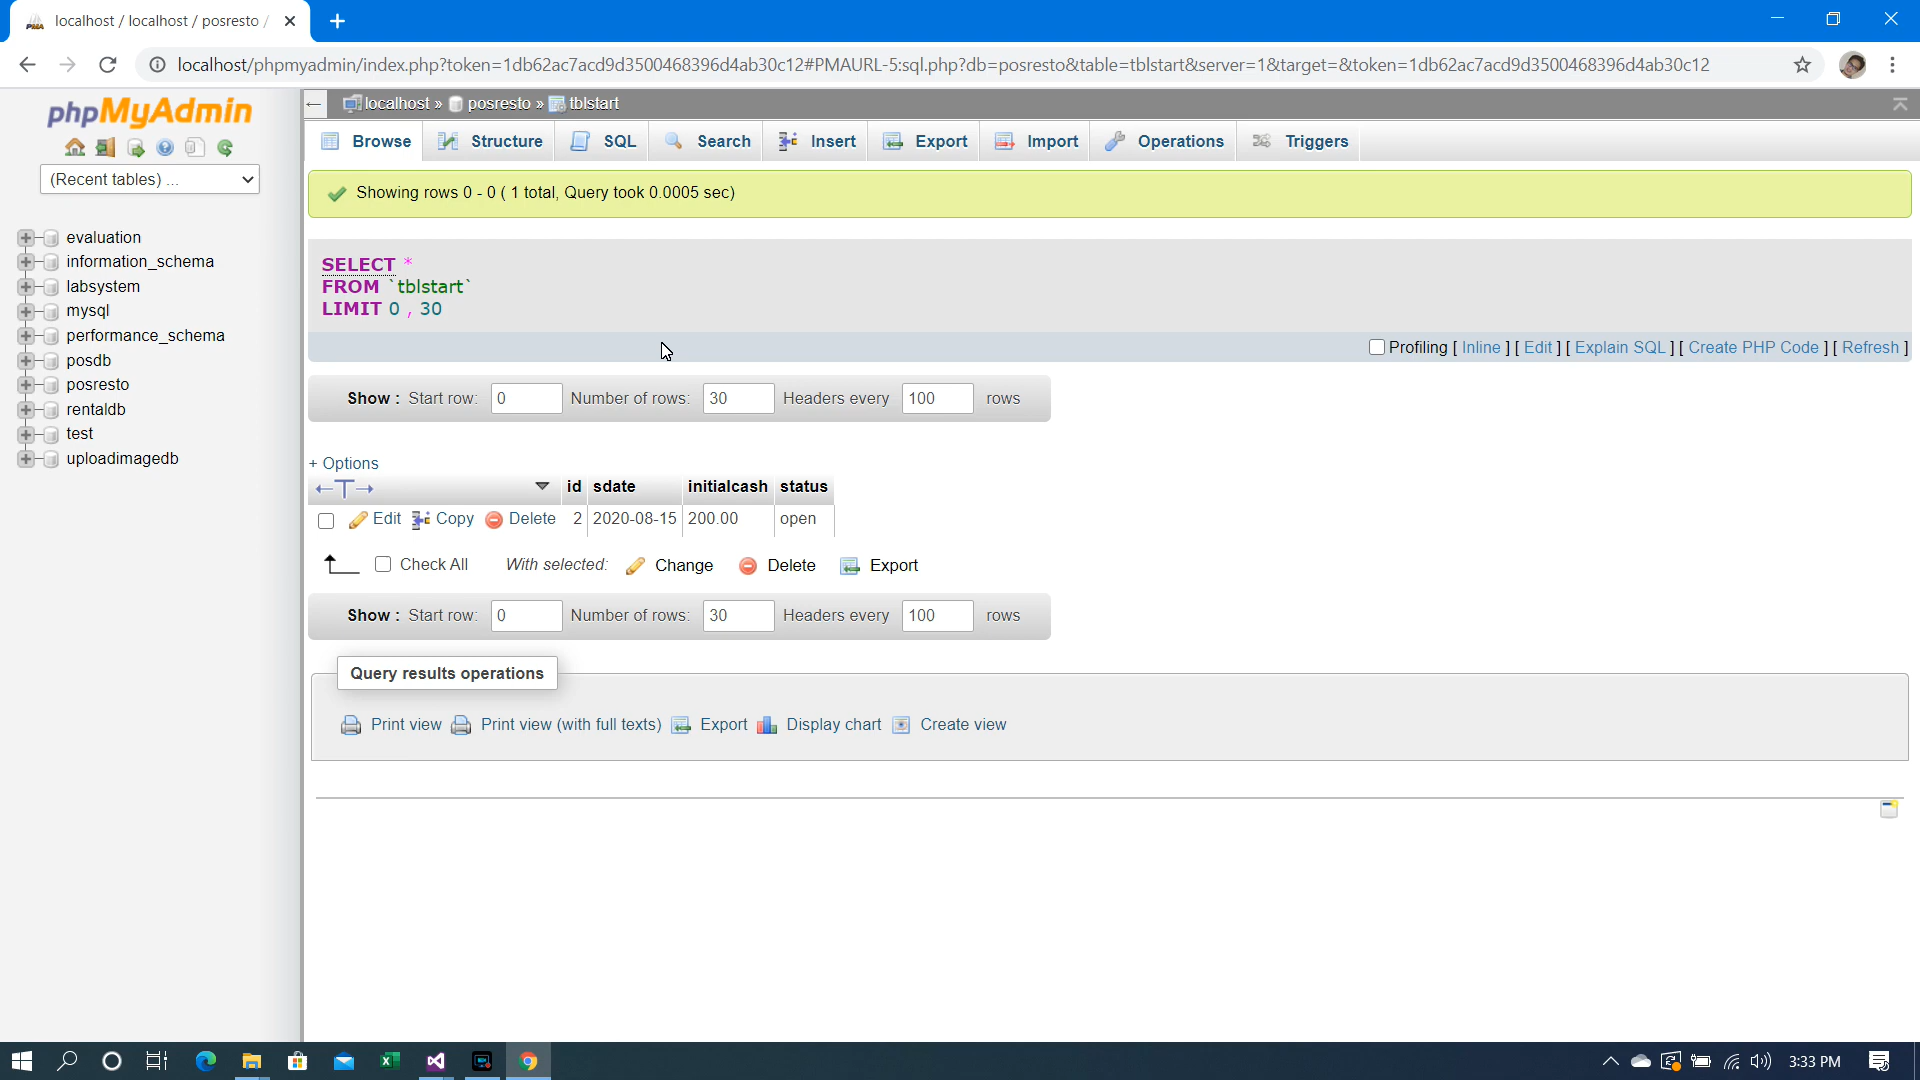 localhost / localhost / posresto /
localhost/phpmyadmin/index.php?token=1db62ac7acd9d3500468396d4ab30c12#PMAURL-5:sql.php?db=posresto&table=tblstart&server=1&target=&token=1db62ac7acd9d3500468396d4ab30c12
phpMyAdmin
(Recent tables) ...
evaluation
information_schema
labsystem
mysql
performance_schema
posdb
posresto
rentaldb
test
uploadimagedb
localhost » posresto » tblstart
Browse Structure SQL Search Insert Export Import Operations Triggers
Showing rows 0 - 0 ( 1 total, Query took 0.0005 sec)
SELECT *
FROM `tblstart`
LIMIT 0 , 30
Profiling [ Inline ] [ Edit ] [ Explain SQL ] [ Create PHP Code ] [ Refresh ]
Show : Start row: 0 Number of rows: 30 Headers every 100 rows
+ Options
id sdate initialcash status
Edit Copy Delete 2 2020-08-15 200.00 open
Check All With selected: Change Delete Export
Show : Start row: 0 Number of rows: 30 Headers every 100 rows
Query results operations
Print view Print view (with full texts) Export Display chart Create view
3:33 PM